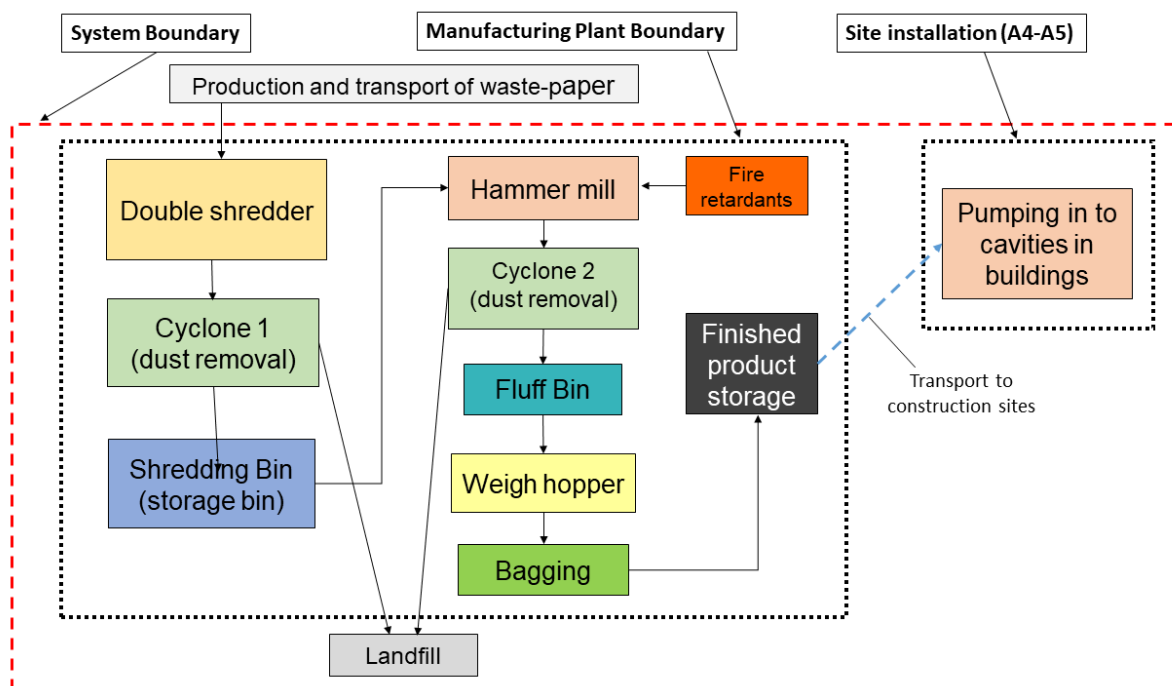 System Boundary
Manufacturing Plant Boundary
Site installation (A4-A5)
Production and transport of waste-paper
Double shredder
Cyclone 1
(dust removal)
Shredding Bin
(storage bin)
Hammer mill
Fire
retardants
Cyclone 2
(dust removal)
Fluff Bin
Weigh hopper
Bagging
Finished
product
storage
Pumping in to
cavities in
buildings
Transport to
construction sites
Landfill